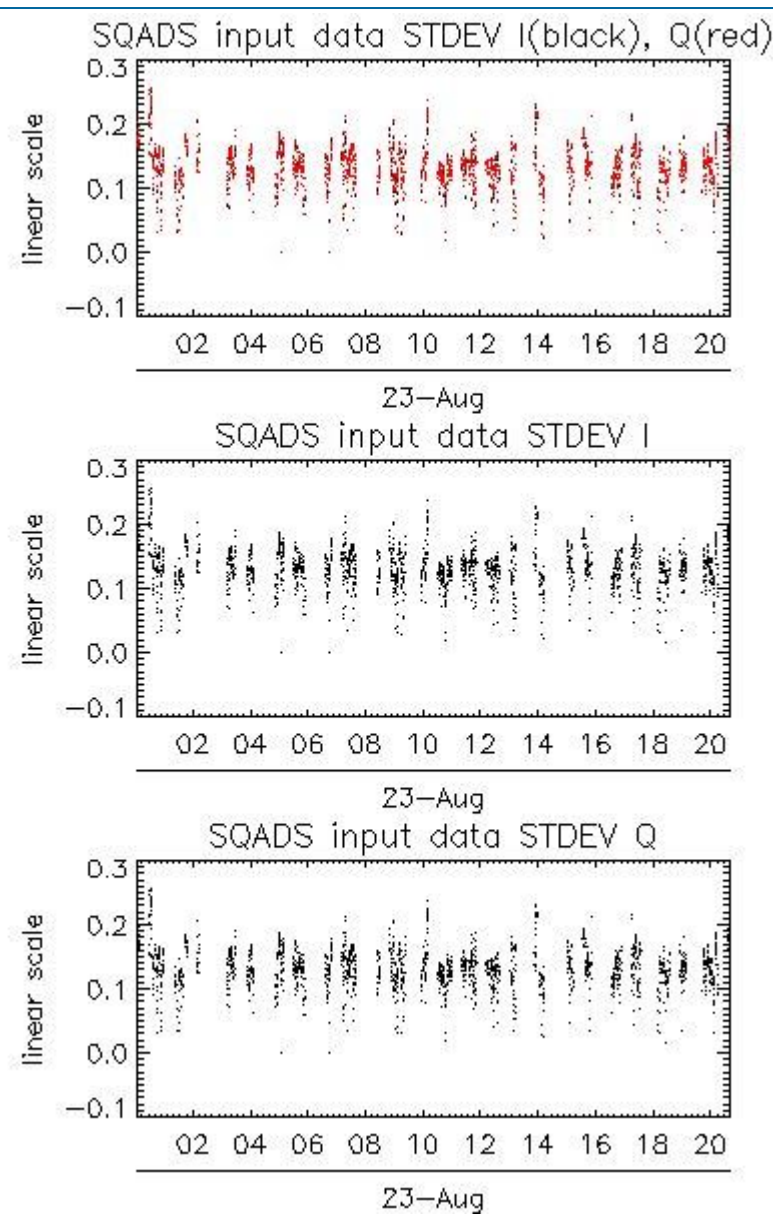 SQADS input data STDEV I(black), Q(red)
0.3
0.2
0.1
0.0
-0.1
linear scale
02 04 06 08 10 12 14 16 18 20
23-Aug
SQADS input data STDEV I
0.3
0.2
0.1
0.0
-0.1
linear scale
02 04 06 08 10 12 14 16 18 20
23-Aug
SQADS input data STDEV Q
0.3
0.2
0.1
0.0
-0.1
linear scale
02 04 06 08 10 12 14 16 18 20
23-Aug